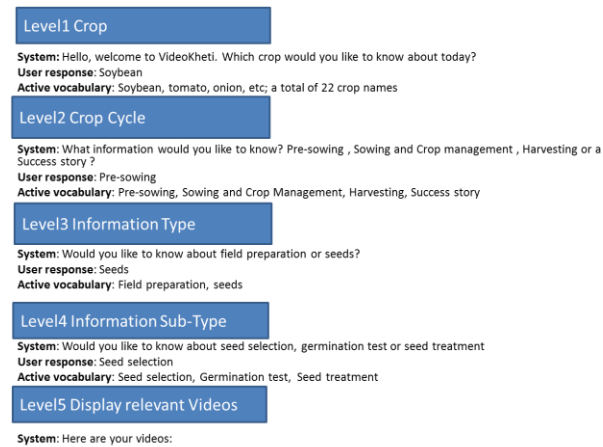 Level1 Crop
System: Hello, welcome to VideoKheti. Which crop would you like to know about today?
User response: Soybean
Active vocabulary: Soybean, tomato, onion, etc; a total of 22 crop names
Level2 Crop Cycle
System: What information would you like to know? Pre-sowing , Sowing and Crop management , Harvesting or a
Success story ?
User response: Pre-sowing
Active vocabulary: Pre-sowing, Sowing and Crop Management, Harvesting, Success story
Level3 Information Type
System: Would you like to know about field preparation or seeds?
User response: Seeds
Active vocabulary: Field preparation, seeds
Level4 Information Sub-Type
System: Would you like to know about seed selection, germination test or seed treatment
User response: Seed selection
Active vocabulary: Seed selection, Germination test, Seed treatment
Level5 Display relevant Videos
System: Here are your videos: